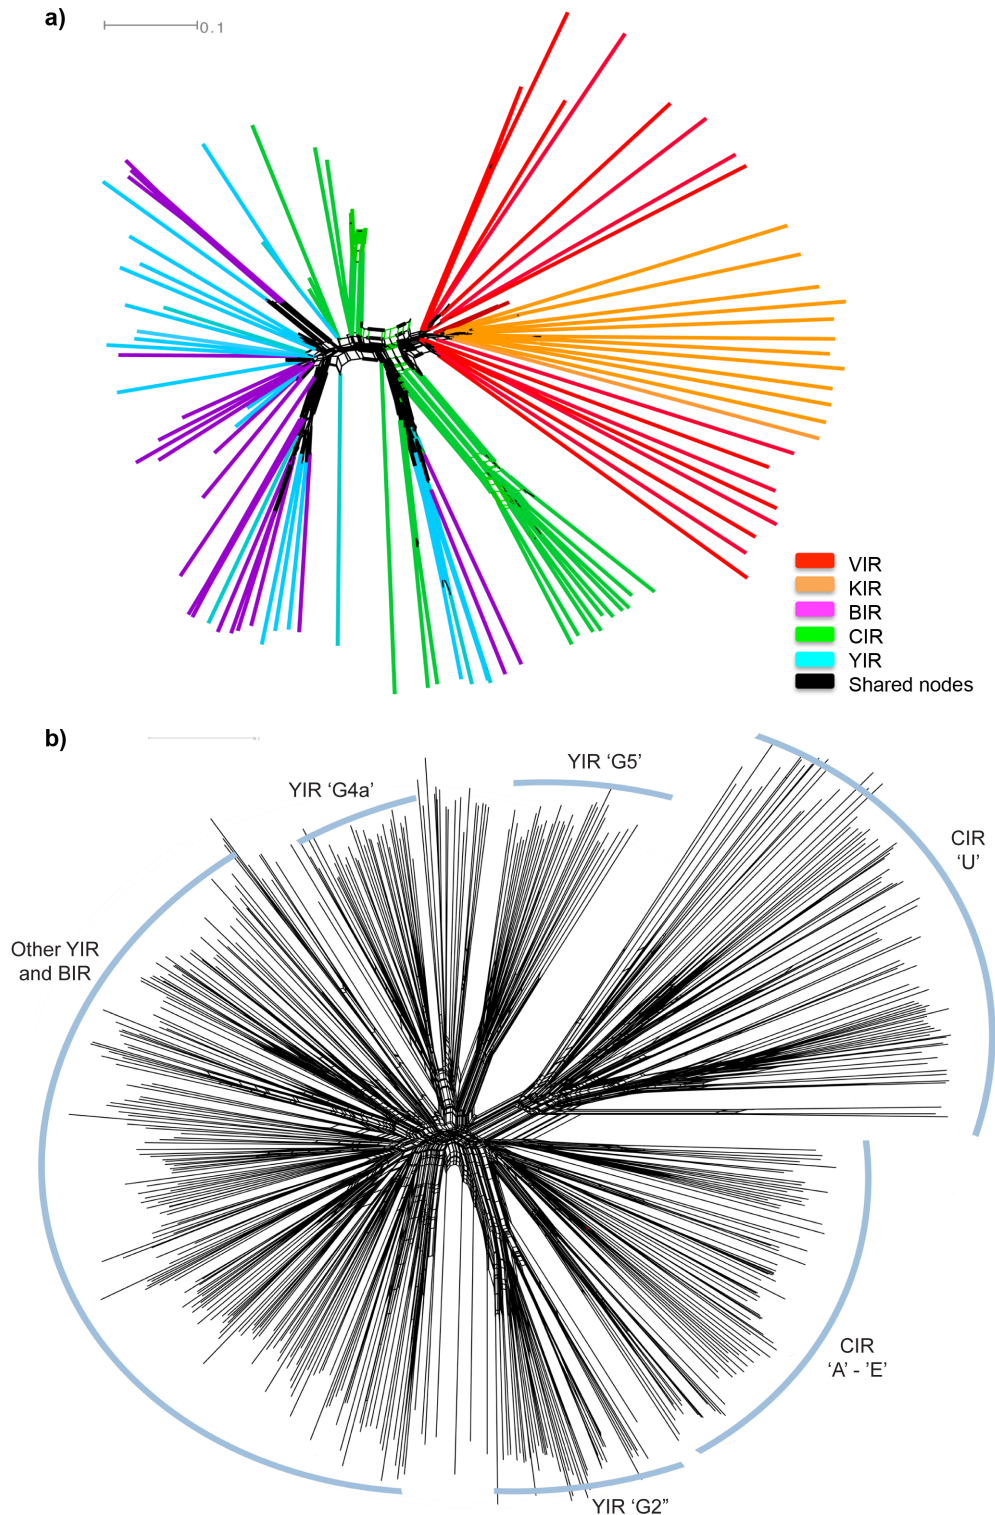 a)
0.1
VIR
KIR
BIR
CIR
YIR
Shared nodes
b)
YIR ‘G5’
YIR ‘G4a’
CIR
‘U’
Other YIR
and BIR
CIR
‘A’ - ’E’
YIR ‘G2”